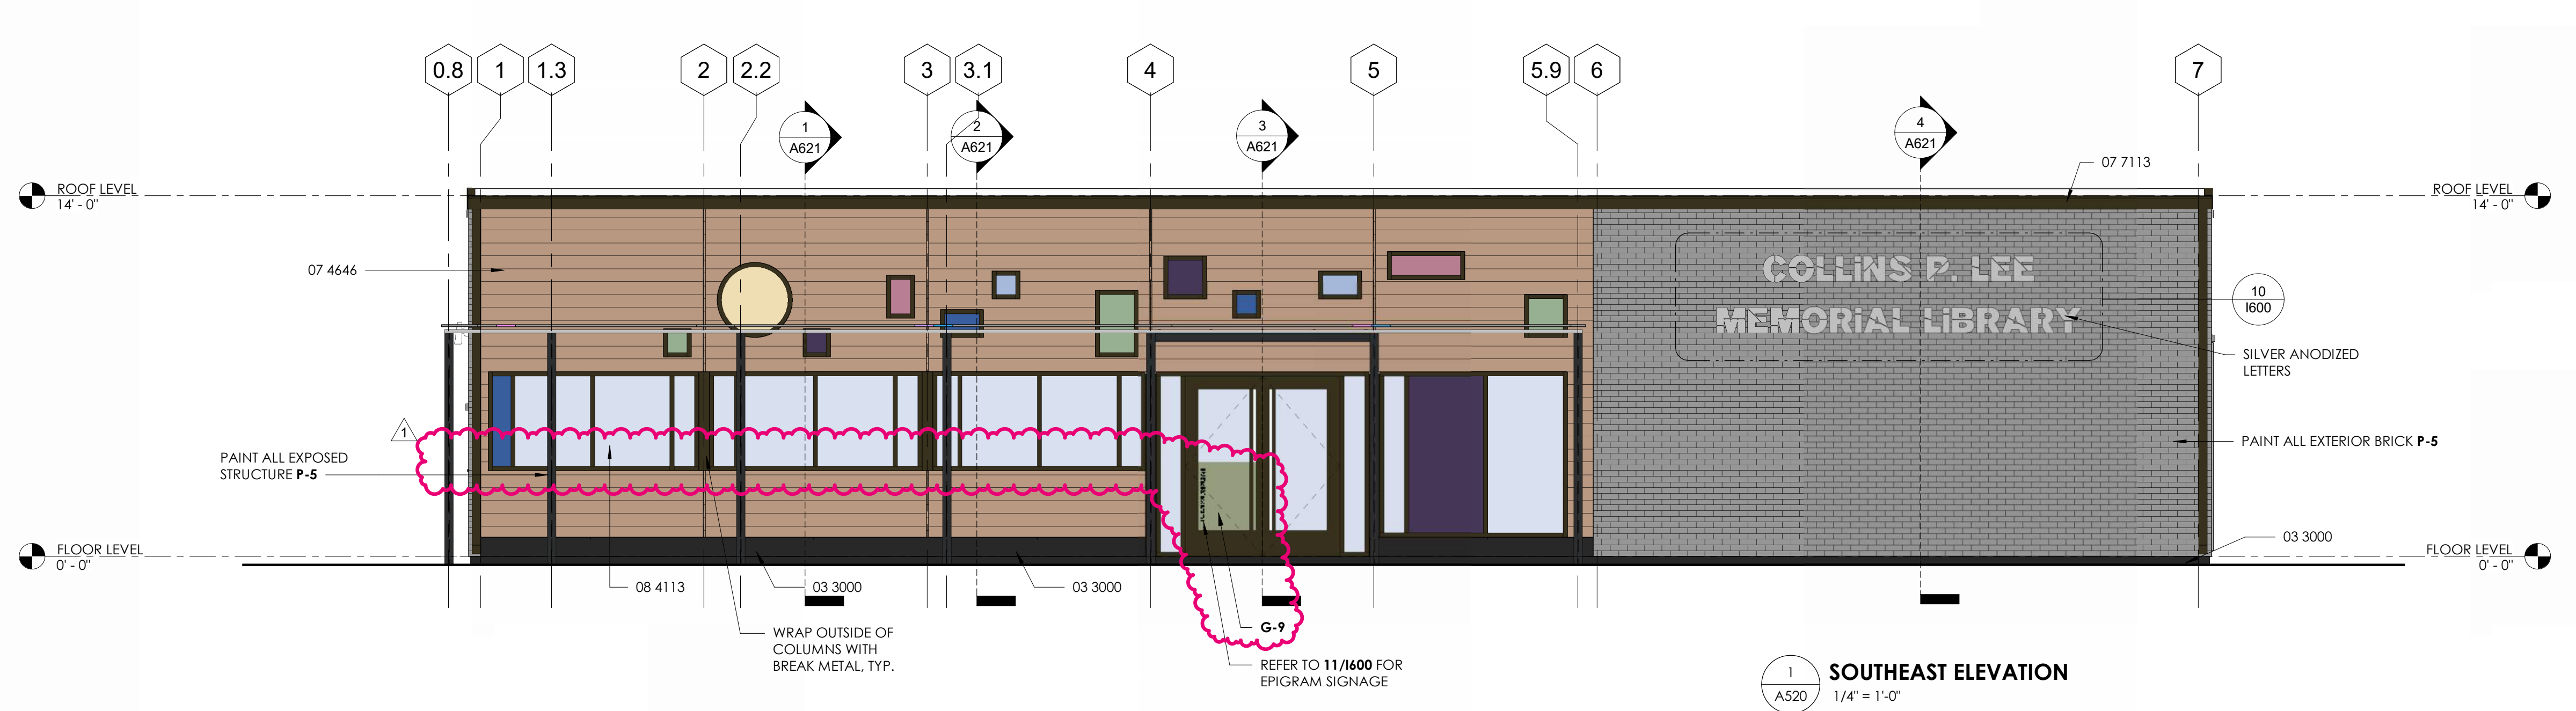 0.8 1 1.3 2 2.2 3 3.1 4 5 5.9 6 7
1
A621
2
A621
3
A621
4
A621
07 7113
ROOF LEVEL
14' - 0"
ROOF LEVEL
14' - 0"
07 4646
COLLiNS P. LEE
MEMORiAL LiBRARY
10
I600
SILVER ANODIZED
LETTERS
1
PAINT ALL EXPOSED
STRUCTURE P-5
PAINT ALL EXTERIOR BRICK P-5
FLOOR LEVEL
0' - 0"
03 3000
FLOOR LEVEL
0' - 0"
08 4113
03 3000
03 3000
WRAP OUTSIDE OF
COLUMNS WITH
BREAK METAL, TYP.
G-9
REFER TO 11/I600 FOR
EPIGRAM SIGNAGE
1
A520
SOUTHEAST ELEVATION
1/4" = 1'-0"